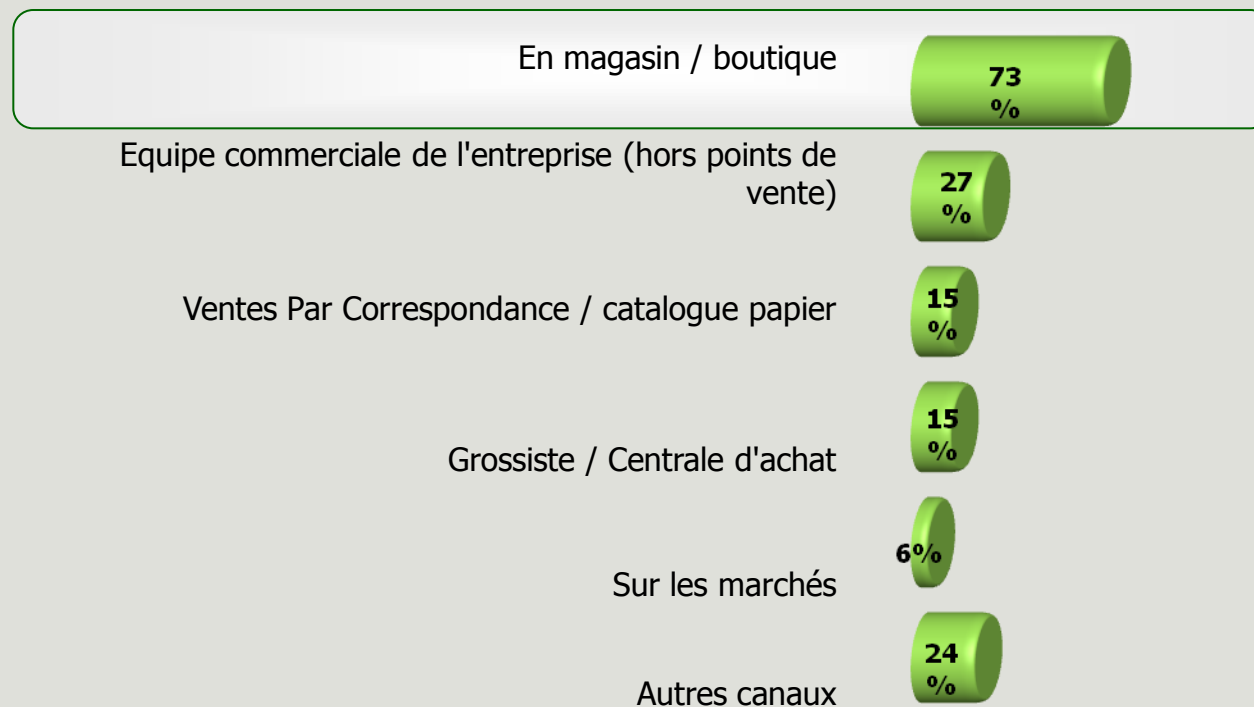 En magasin / boutique
73
%
Equipe commerciale de l'entreprise (hors points de
vente)
27
%
Ventes Par Correspondance / catalogue papier
15
%
Grossiste / Centrale d'achat
15
%
Sur les marchés
6%
Autres canaux
24
%